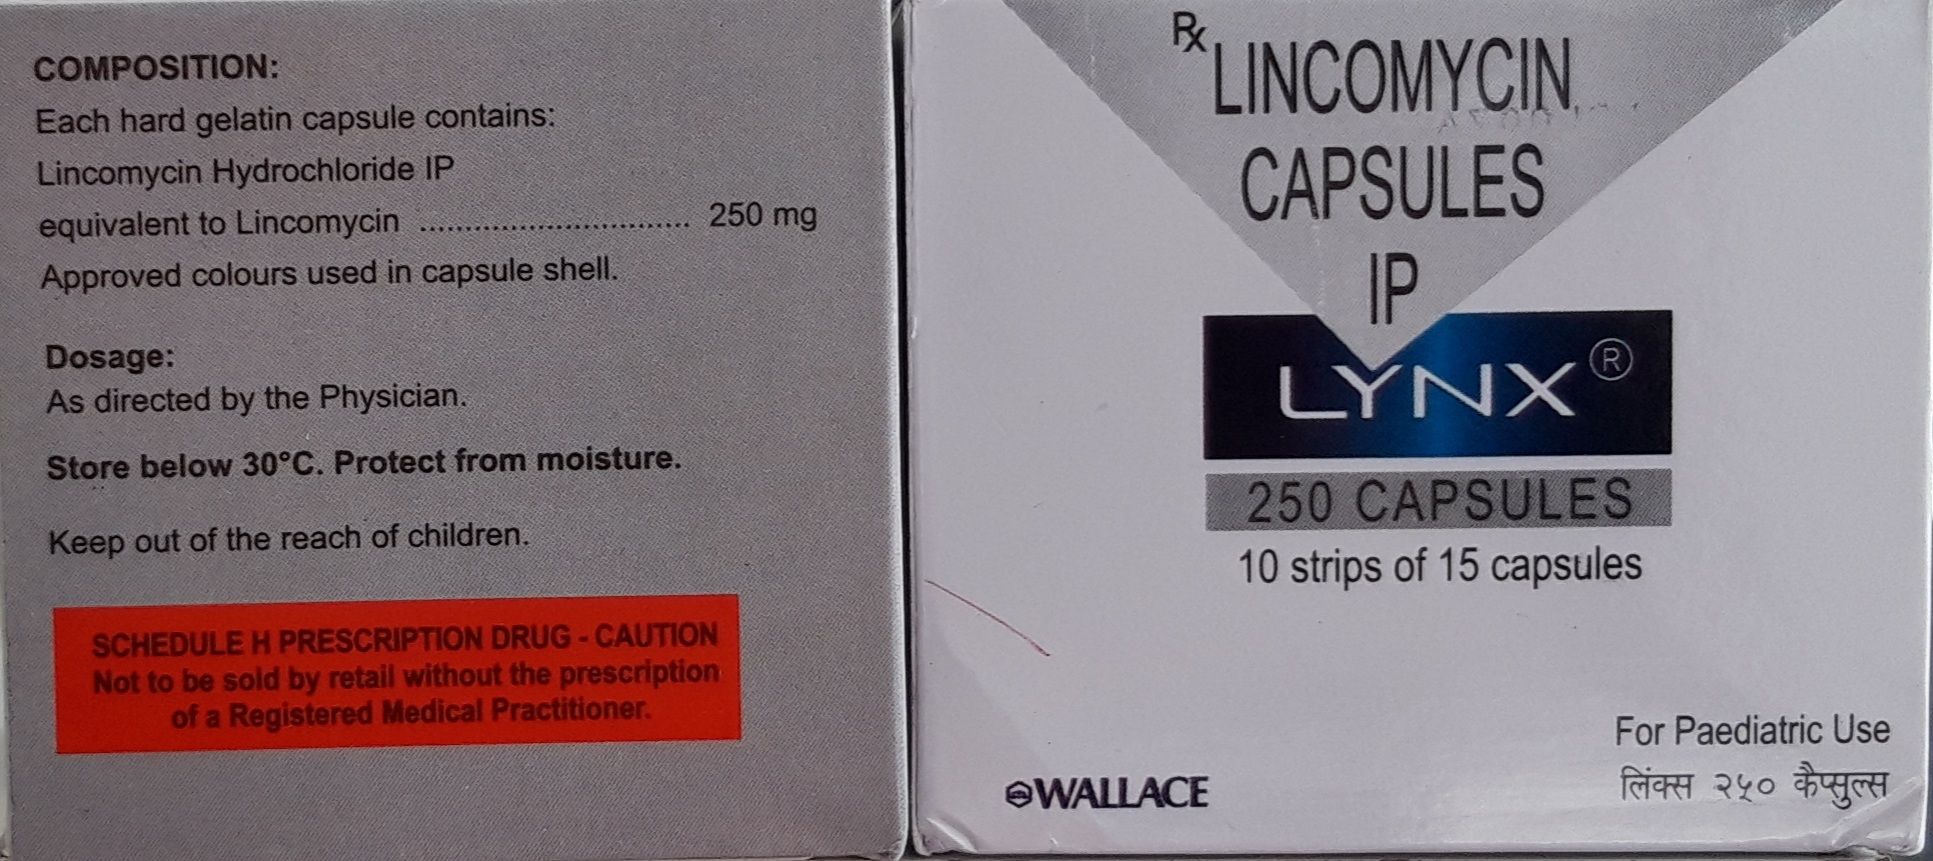 COMPOSITION:
Each hard gelatin capsule contains:
Lincomycin Hydrochloride IP
equivalent to Lincomycin .............................. 250 mg
Approved colours used in capsule shell.
Dosage:
As directed by the Physician.
Store below 30°C. Protect from moisture.
Keep out of the reach of children.
SCHEDULE H PRESCRIPTION DRUG - CAUTION
Not to be sold by retail without the prescription
of a Registered Medical Practitioner.
℞ LINCOMYCIN
CAPSULES
IP
LYNX®
250 CAPSULES
10 strips of 15 capsules
For Paediatric Use
लिंक्स २५० कैप्सुल्स
WALLACE